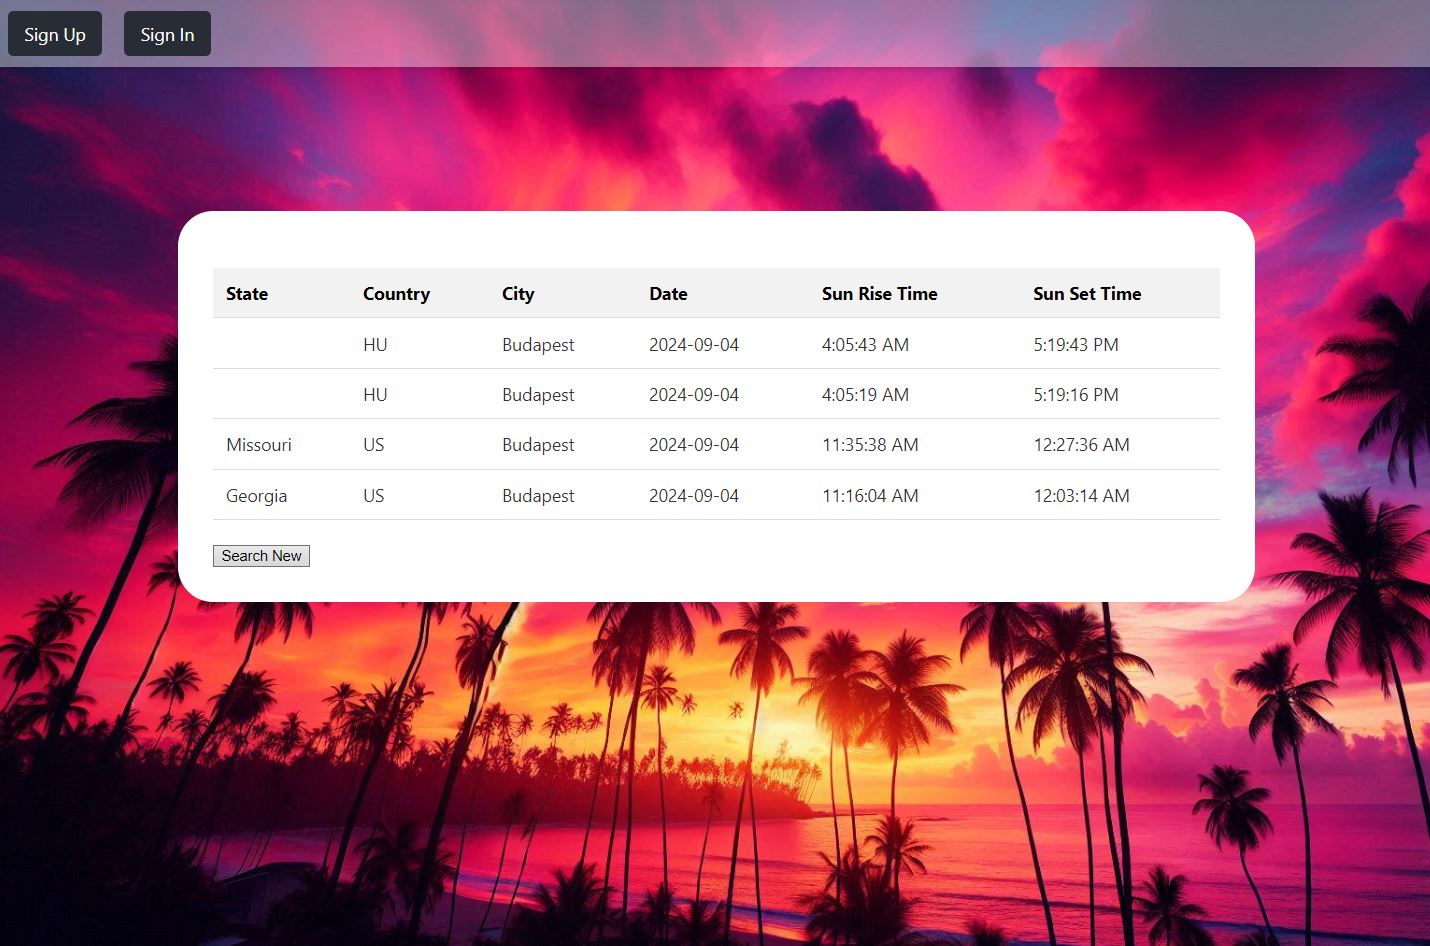 Sign Up Sign In
State Country City Date Sun Rise Time Sun Set Time
HU Budapest 2024-09-04 4:05:43 AM 5:19:43 PM
HU Budapest 2024-09-04 4:05:19 AM 5:19:16 PM
Missouri US Budapest 2024-09-04 11:35:38 AM 12:27:36 AM
Georgia US Budapest 2024-09-04 11:16:04 AM 12:03:14 AM
Search New